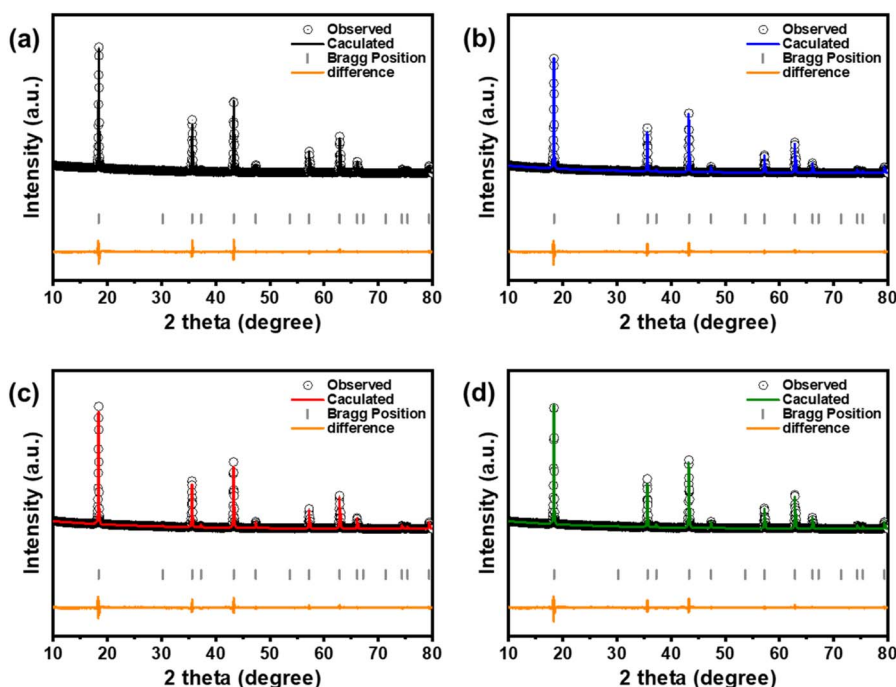 (a)
Observed
Caculated
Bragg Position
difference
Intensity (a.u.)
10 20 30 40 50 60 70 80
2 theta (degree)
(b)
Observed
Caculated
Bragg Position
difference
Intensity (a.u.)
10 20 30 40 50 60 70 80
2 theta (degree)
(c)
Observed
Caculated
Bragg Position
difference
Intensity (a.u.)
10 20 30 40 50 60 70 80
2 theta (degree)
(d)
Observed
Caculated
Bragg Position
difference
Intensity (a.u.)
10 20 30 40 50 60 70 80
2 theta (degree)